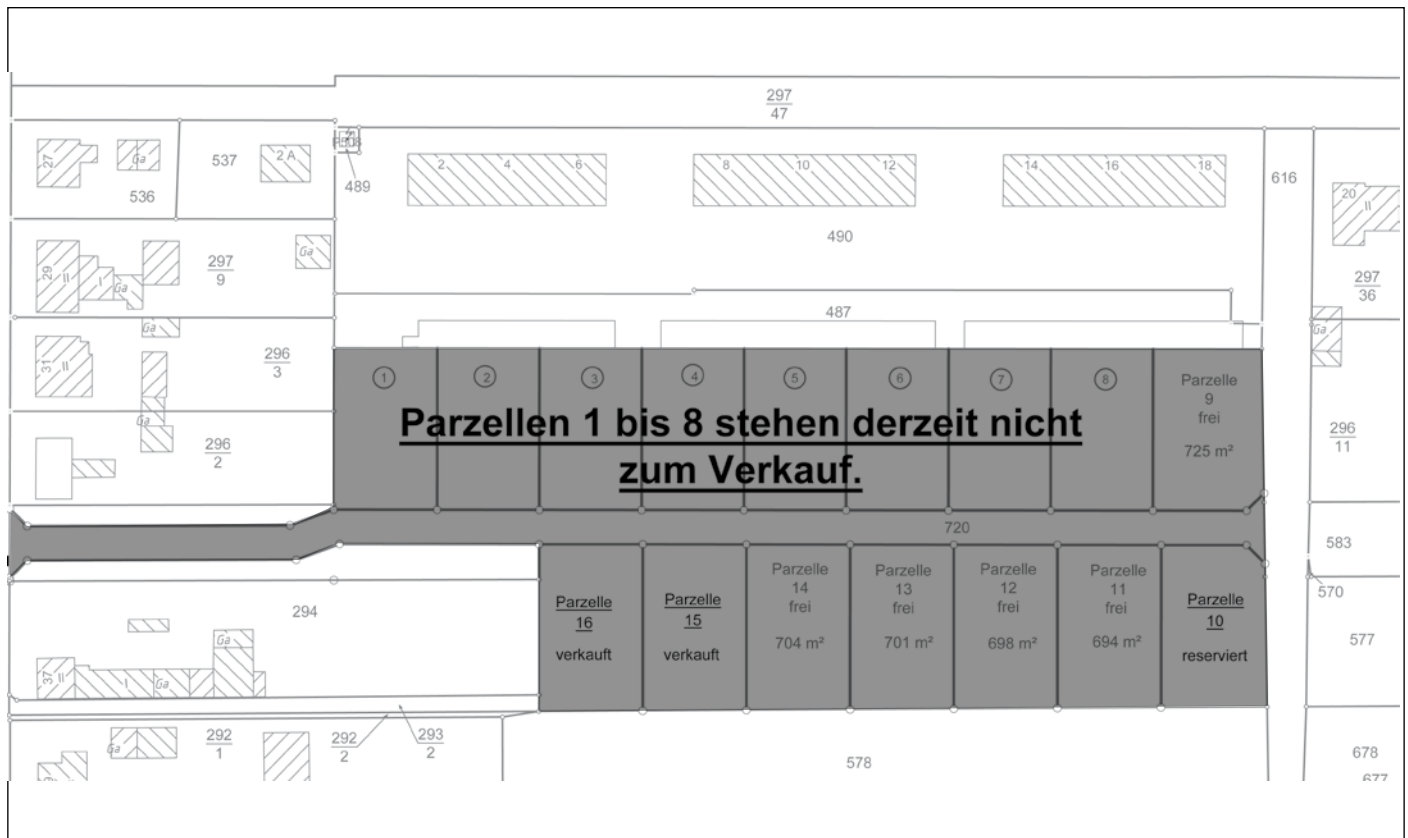 297
47
27
Ga
537
2 A
536
489
2 4 6
8 10 12
14 16 18
616
20
II
490
29
II
I
Ga
297
9
Ga
297
36
487
Ga
31
II
Ga
296
3
1 2 3 4 5 6 7 8
Parzelle
9
frei
725 m²
Parzellen 1 bis 8 stehen derzeit nicht
zum Verkauf.
Ga
296
2
296
11
720
583
570
294
Parzelle
16
verkauft
Parzelle
15
verkauft
Parzelle
14
frei
704 m²
Parzelle
13
frei
701 m²
Parzelle
12
frei
698 m²
Parzelle
11
frei
694 m²
Parzelle
10
reserviert
577
Ga
37
II
I
Ga
292
1
Ga
292
2
293
2
578
678
677